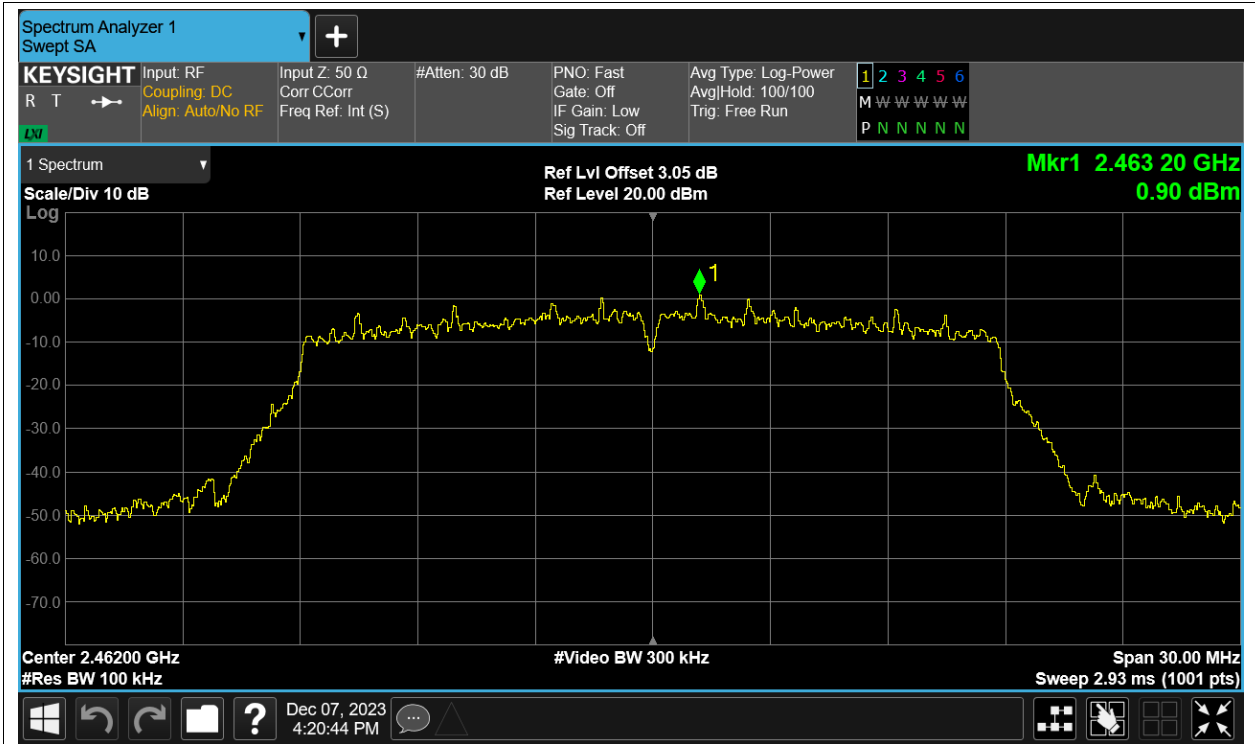 Spectrum Analyzer 1
Swept SA
KEYSIGHT
R T
LXI
Input: RF
Coupling: DC
Align: Auto/No RF
Input Z: 50 Ω
Corr CCorr
Freq Ref: Int (S)
#Atten: 30 dB
PNO: Fast
Gate: Off
IF Gain: Low
Sig Track: Off
Avg Type: Log-Power
Avg|Hold: 100/100
Trig: Free Run
1 2 3 4 5 6
M W W W W W
P N N N N N
1 Spectrum
Scale/Div 10 dB
Log
Ref Lvl Offset 3.05 dB
Ref Level 20.00 dBm
Mkr1 2.463 20 GHz
0.90 dBm
1
10.0
0.00
-10.0
-20.0
-30.0
-40.0
-50.0
-60.0
-70.0
Center 2.46200 GHz
#Res BW 100 kHz
#Video BW 300 kHz
Span 30.00 MHz
Sweep 2.93 ms (1001 pts)
?
Dec 07, 2023
4:20:44 PM